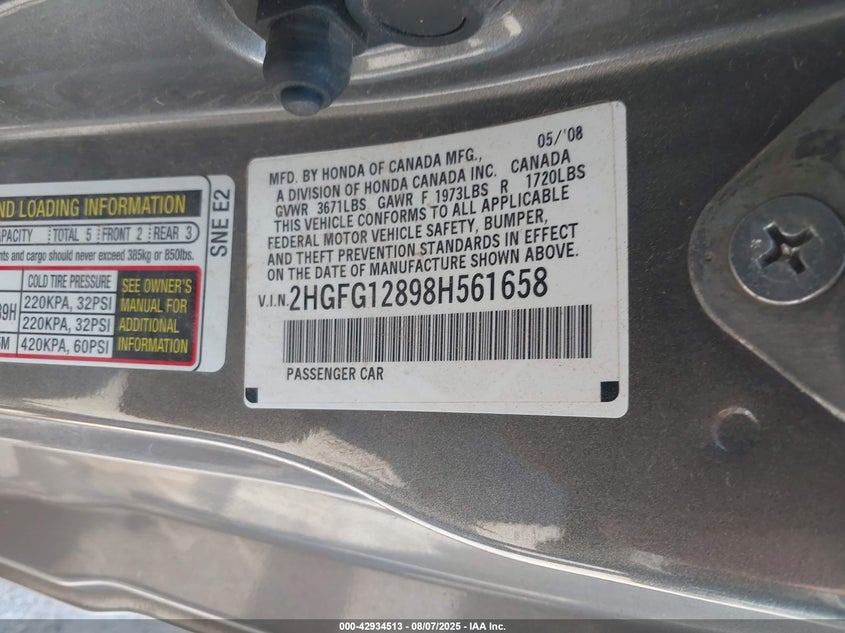 05/'08
MFD. BY HONDA OF CANADA MFG.,
A DIVISION OF HONDA CANADA INC. CANADA
GVWR 3671LBS GAWR F 1973LBS R 1720LBS
THIS VEHICLE CONFORMS TO ALL APPLICABLE
FEDERAL MOTOR VEHICLE SAFETY, BUMPER,
AND THEFT PREVENTION STANDARDS IN EFFECT
ON THE DATE OF MANUFACTURE SHOWN ABOVE.
V.I.N. 2HGFG12898H561658
PASSENGER CAR
ND LOADING INFORMATION
APACITY TOTAL 5 FRONT 2 REAR 3
nts and cargo should never exceed 385kg or 850lbs.
COLD TIRE PRESSURE
89H 220KPA, 32PSI
220KPA, 32PSI
5M 420KPA, 60PSI
SEE OWNER'S
MANUAL FOR
ADDITIONAL
INFORMATION
SNE E2
000-42934513 08/07/2025 IAA Inc.